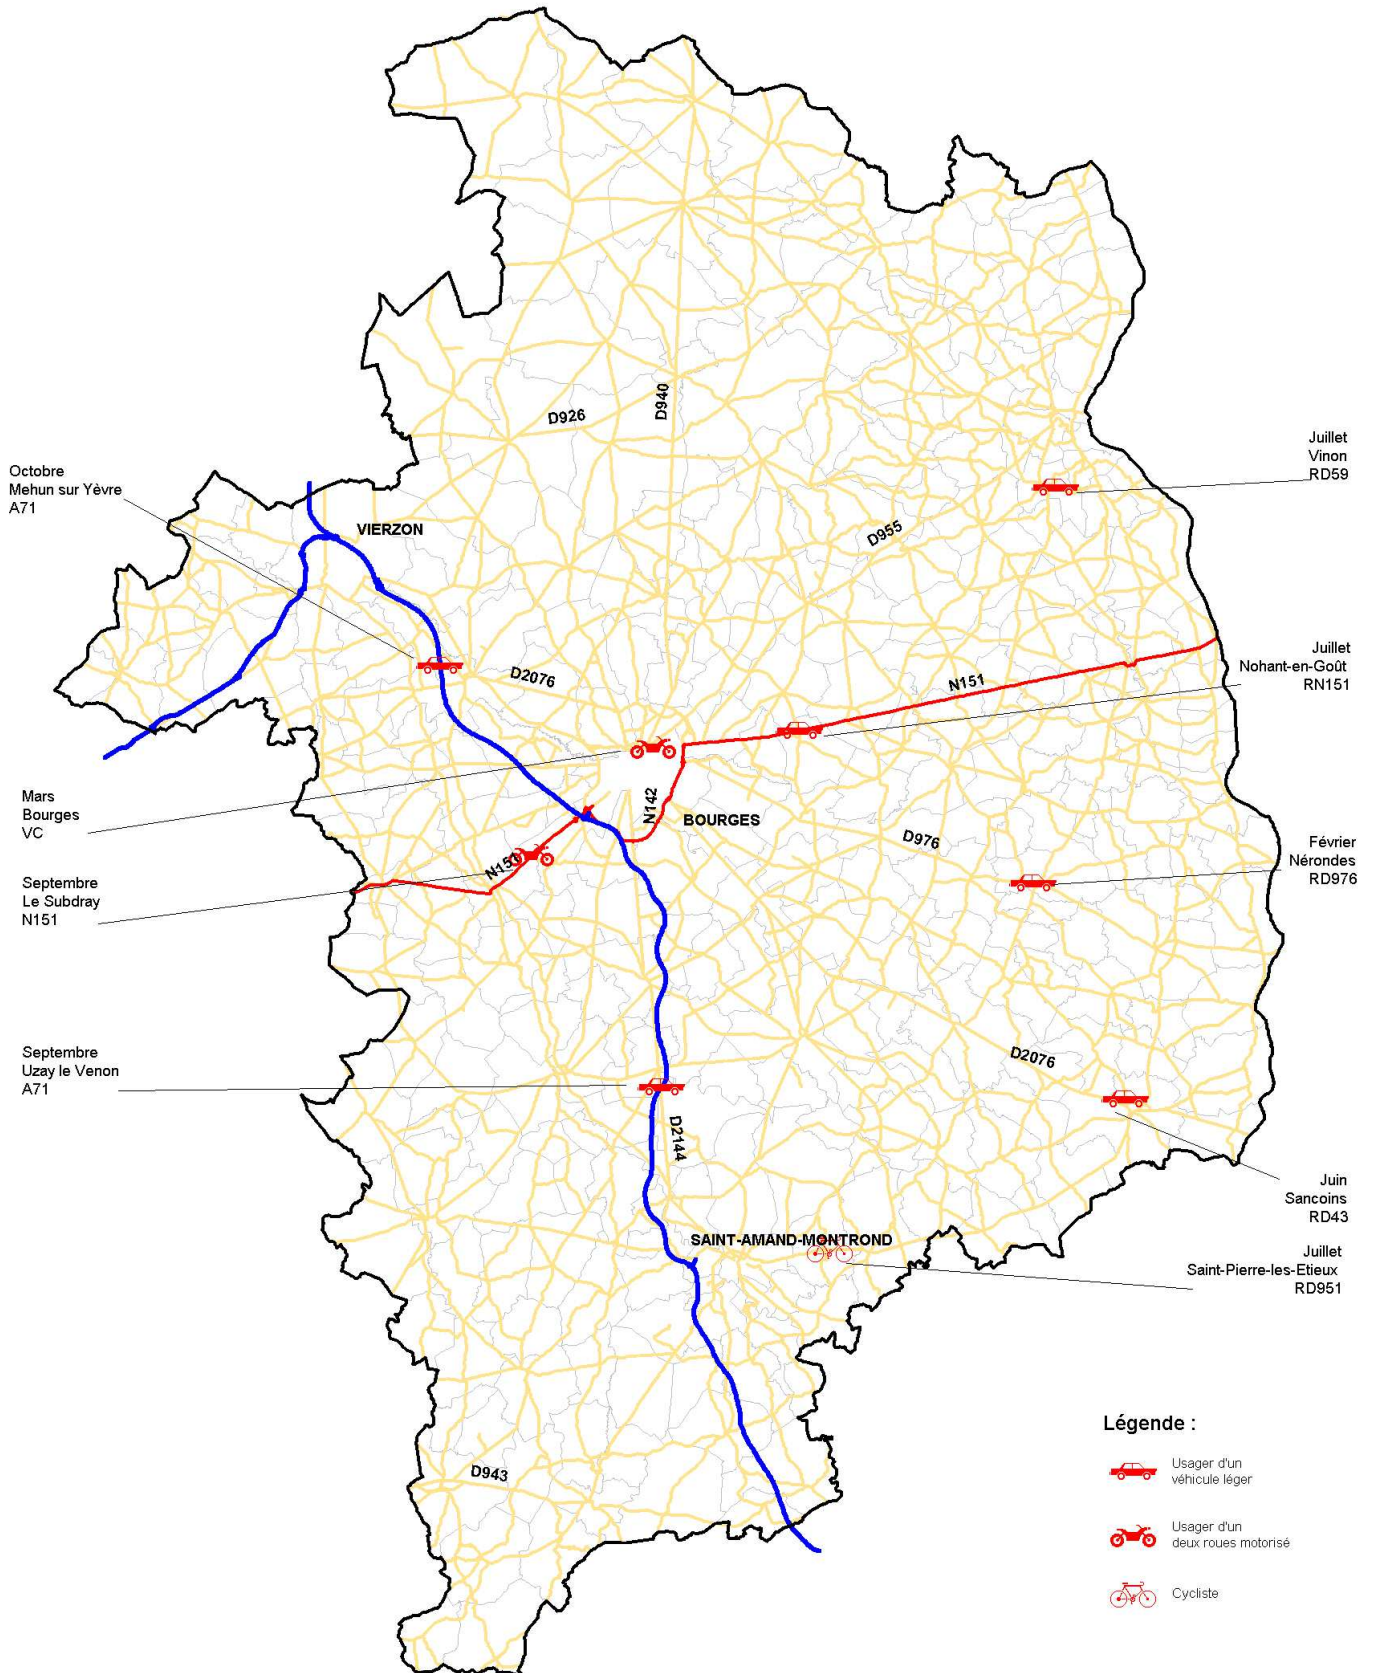 D926
D940
Juillet
Vinon
RD59
Octobre
Mehun sur Yèvre
A71
VIERZON
D955
Juillet
Nohant-en-Goût
RN151
D2076
N151
Mars
Bourges
VC
N142
BOURGES
D976
Février
Nérondes
RD976
N151
Septembre
Le Subdray
N151
Septembre
Uzay le Venon
A71
D2076
D2144
Juin
Sancoins
RD43
SAINT-AMAND-MONTROND
Juillet
Saint-Pierre-les-Etieux
RD951
Légende :
Usager d'un
véhicule léger
D943
Usager d'un
deux roues motorisé
Cycliste